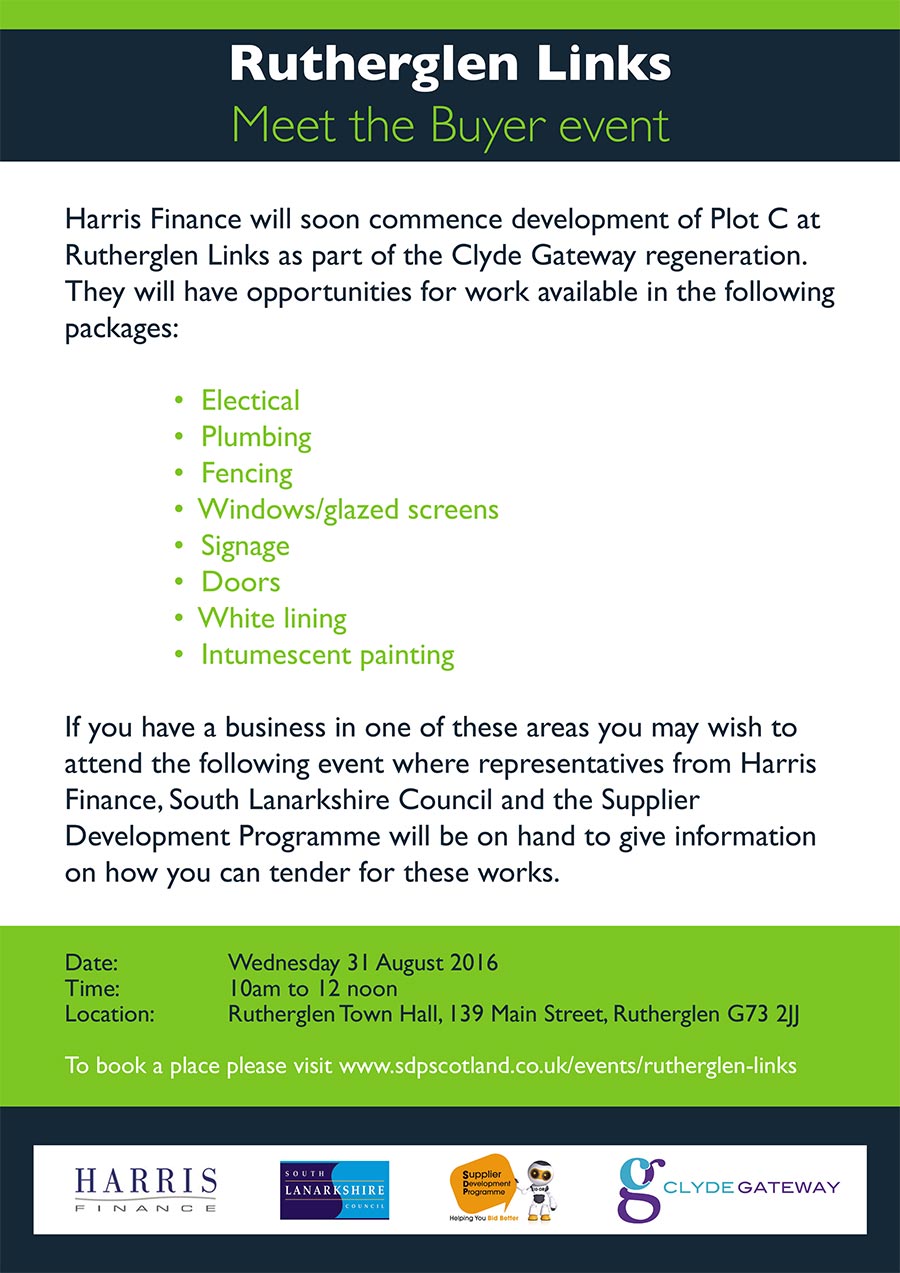 Rutherglen Links
Meet the Buyer event
Harris Finance will soon commence development of Plot C at
Rutherglen Links as part of the Clyde Gateway regeneration.
They will have opportunities for work available in the following
packages:
• Electical
• Plumbing
• Fencing
• Windows/glazed screens
• Signage
• Doors
• White lining
• Intumescent painting
If you have a business in one of these areas you may wish to
attend the following event where representatives from Harris
Finance, South Lanarkshire Council and the Supplier
Development Programme will be on hand to give information
on how you can tender for these works.
Date: Wednesday 31 August 2016
Time: 10am to 12 noon
Location: Rutherglen Town Hall, 139 Main Street, Rutherglen G73 2JJ
To book a place please visit www.sdpscotland.co.uk/events/rutherglen-links
HARRIS
FINANCE
SOUTH
LANARKSHIRE
COUNCIL
Supplier
Development
Programme
Helping You Bid Better
g CLYDEGATEWAY